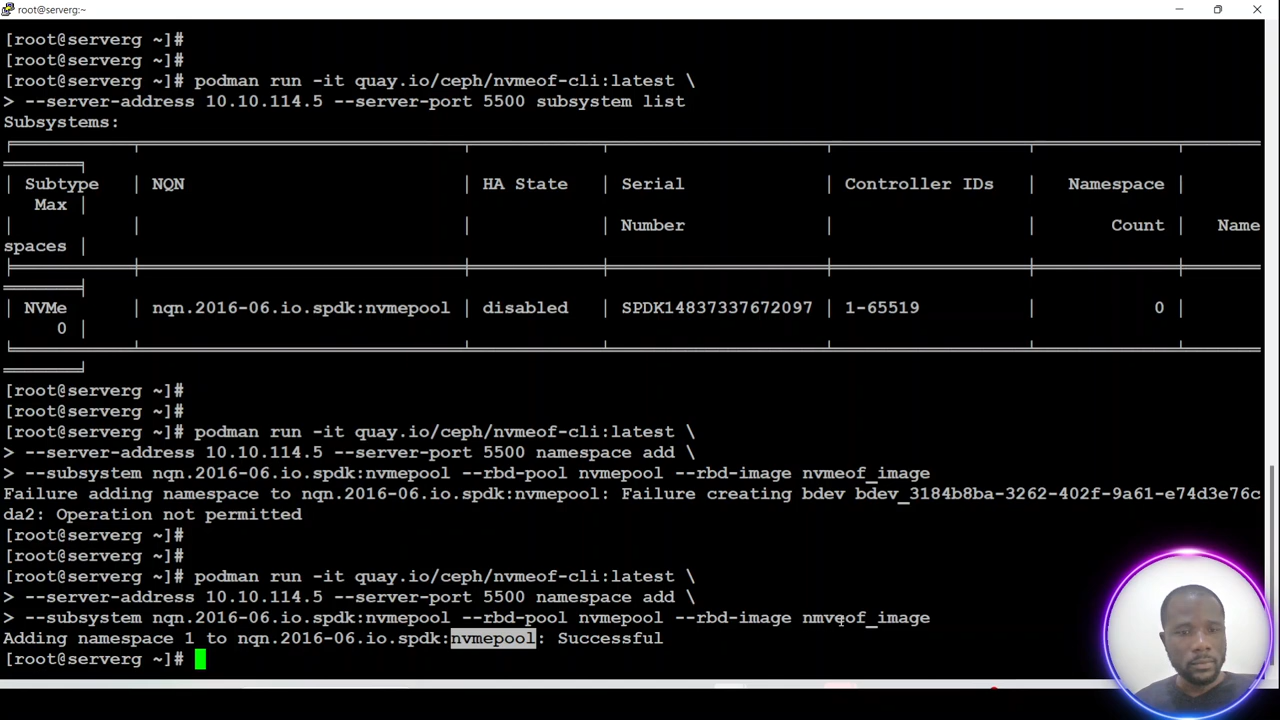 root@serverg:~
[root@serverg ~]#
[root@serverg ~]#
[root@serverg ~]# podman run -it quay.io/ceph/nvmeof-cli:latest \
> --server-address 10.10.114.5 --server-port 5500 subsystem list
Subsystems:
| Subtype | NQN | HA State | Serial | Controller IDs | Namespace |
Max |
| | | | Number | | Count | Name
spaces |
| NVMe | nqn.2016-06.io.spdk:nvmepool | disabled | SPDK14837337672097 | 1-65519 | 0 |
0 |
[root@serverg ~]#
[root@serverg ~]#
[root@serverg ~]# podman run -it quay.io/ceph/nvmeof-cli:latest \
> --server-address 10.10.114.5 --server-port 5500 namespace add \
> --subsystem nqn.2016-06.io.spdk:nvmepool --rbd-pool nvmepool --rbd-image nvmeof_image
Failure adding namespace to nqn.2016-06.io.spdk:nvmepool: Failure creating bdev bdev_3184b8ba-3262-402f-9a61-e74d3e76c
da2: Operation not permitted
[root@serverg ~]#
[root@serverg ~]#
[root@serverg ~]# podman run -it quay.io/ceph/nvmeof-cli:latest \
> --server-address 10.10.114.5 --server-port 5500 namespace add \
> --subsystem nqn.2016-06.io.spdk:nvmepool --rbd-pool nvmepool --rbd-image nmveof_image
Adding namespace 1 to nqn.2016-06.io.spdk:nvmepool: Successful
[root@serverg ~]#